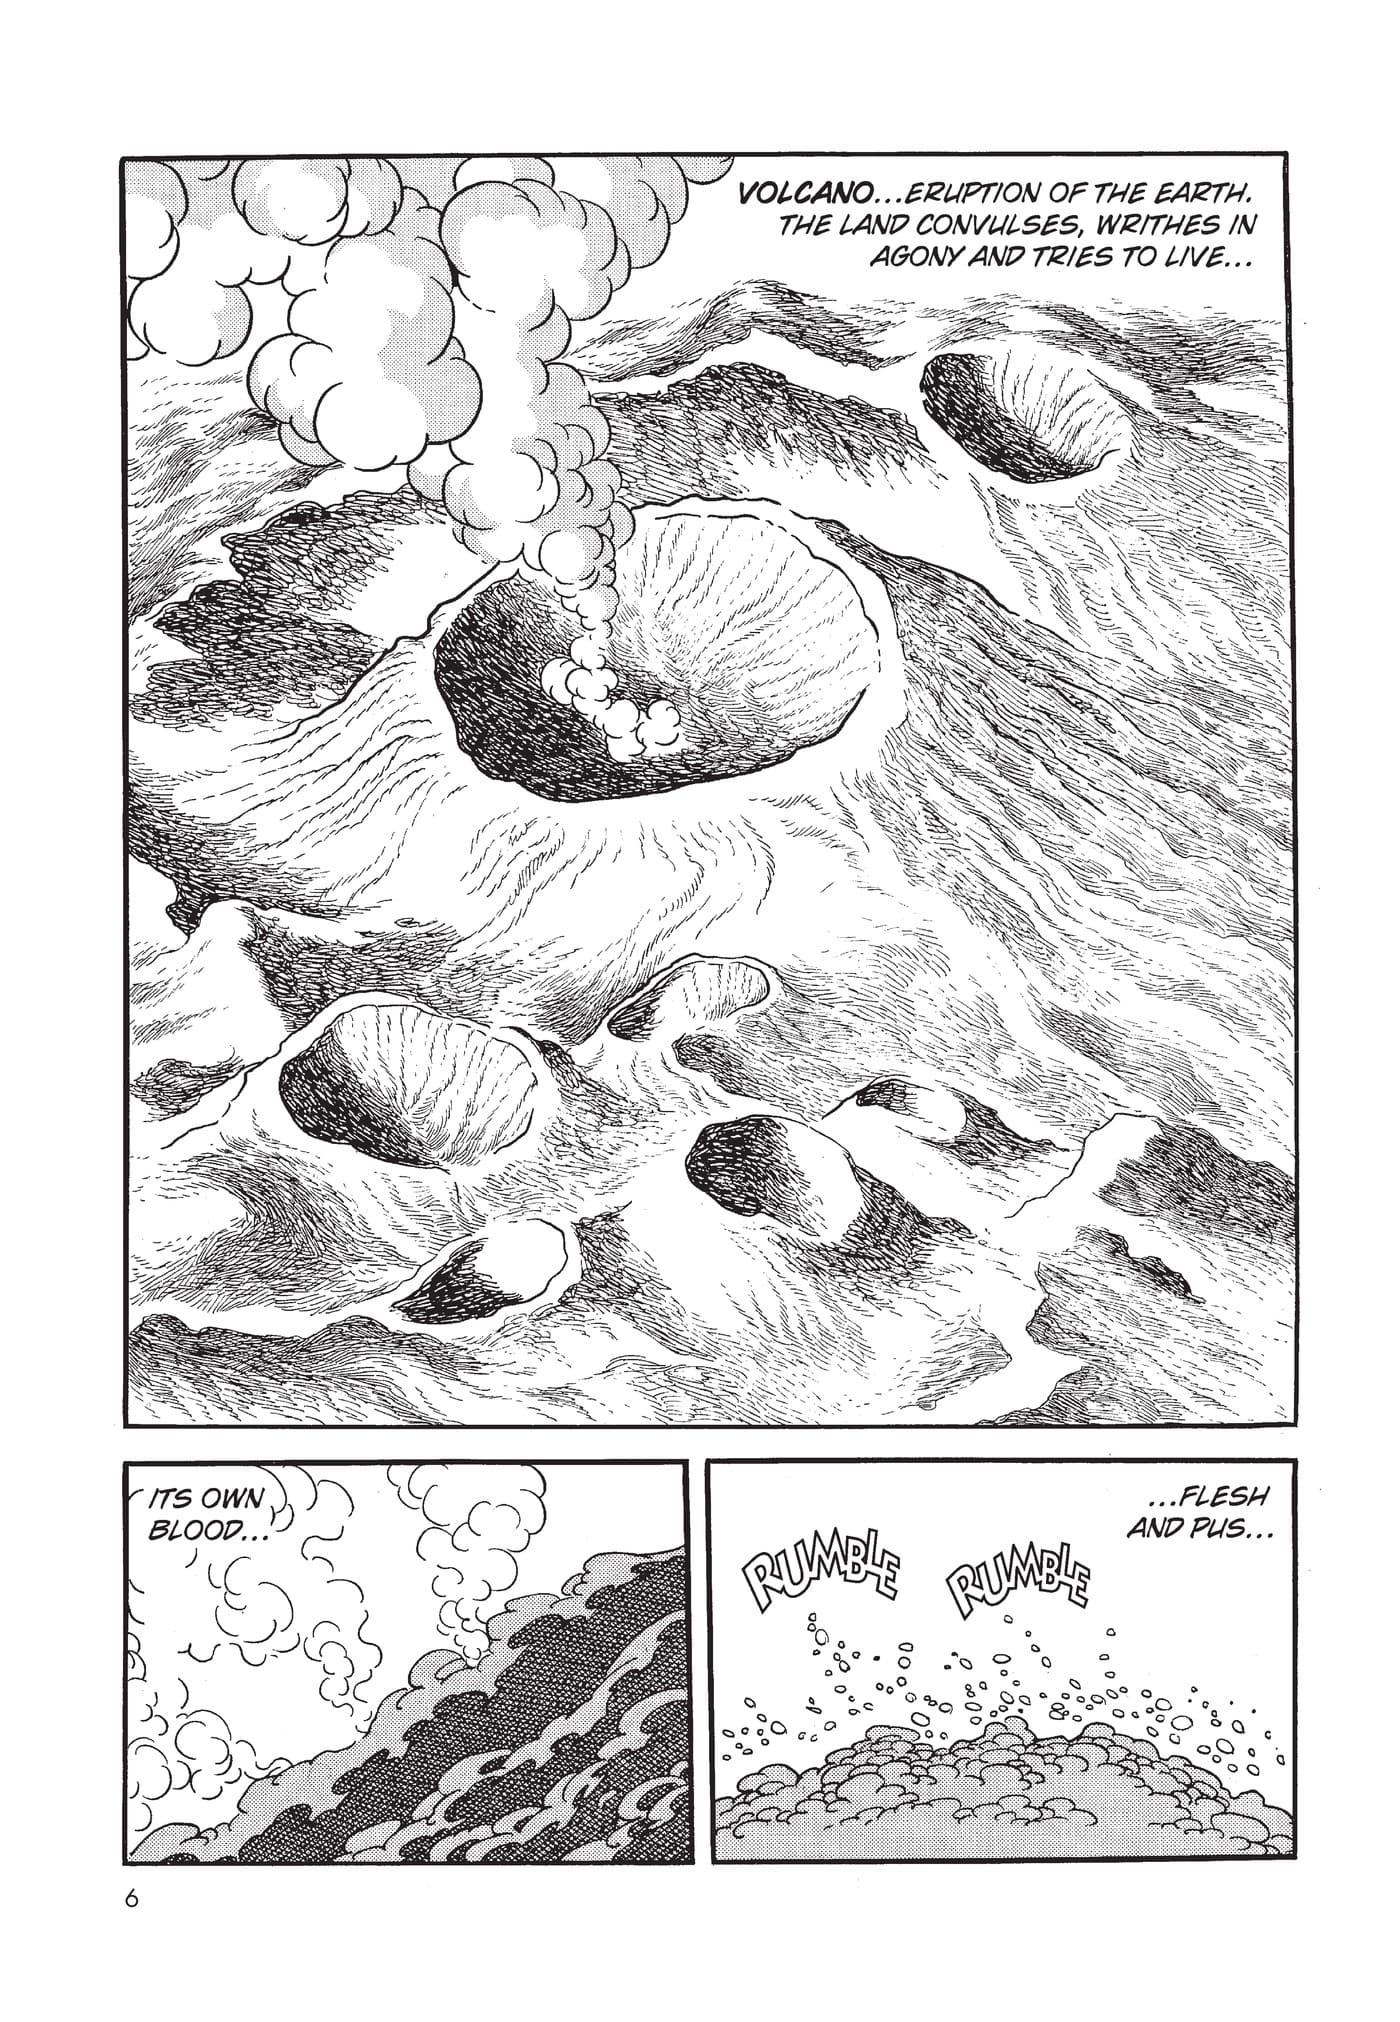 VOLCANO...ERUPTION OF THE EARTH.
THE LAND CONVULSES, WRITHES IN
AGONY AND TRIES TO LIVE...
ITS OWN
BLOOD...
...FLESH
AND PUS...
RUMBLE
RUMBLE
6